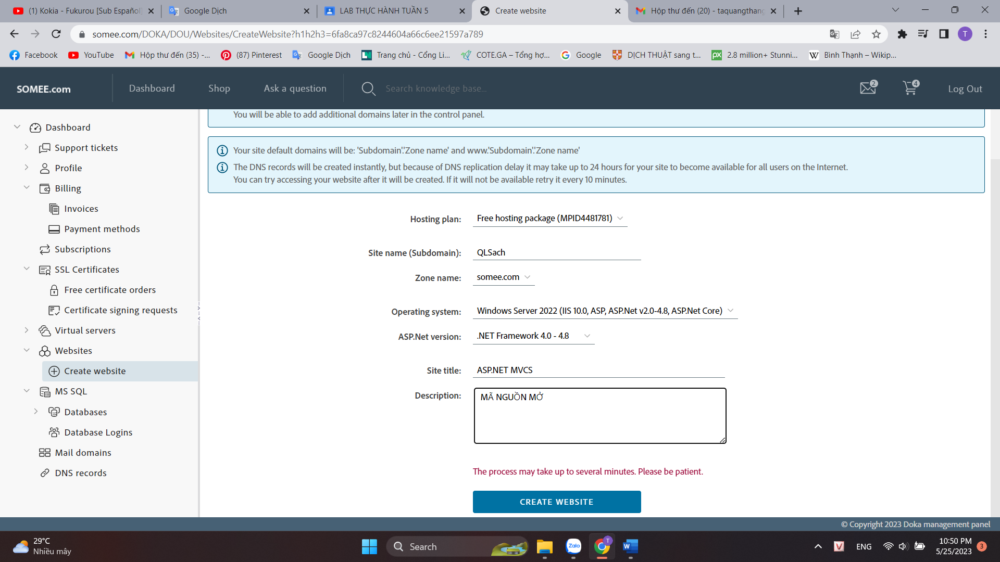 (1) Kokia - Fukurou [Sub Español]
Google Dịch
LAB THỰC HÀNH TUẦN 5
Create website
Hộp thư đến (20) - taquangthang
somee.com/DOKA/DOU/Websites/CreateWebsite?h1h2h3=6fa8ca97c8244604a66c6ee21597a789
T
Facebook
YouTube
Hộp thư đến (35) -...
(87) Pinterest
Google Dịch
Trang chủ - Cổng Li...
COTE.GA – Tổng hợ...
Google
DỊCH THUẬT sang t...
2.8 million+ Stunni...
Bình Thạnh – Wikip...
SOMEE.com
Dashboard
Shop
Ask a question
Search knowledge base...
2
4
Log Out
Dashboard
Support tickets
Profile
Billing
Invoices
Payment methods
Subscriptions
SSL Certificates
Free certificate orders
Certificate signing requests
Virtual servers
Websites
Create website
MS SQL
Databases
Database Logins
Mail domains
DNS records
You will be able to add additional domains later in the control panel.
Your site default domains will be: 'Subdomain'.'Zone name' and www.'Subdomain'.'Zone name'
The DNS records will be created instantly, but because of DNS replication delay it may take up to 24 hours for your site to become available for all users on the Internet.
You can try accessing your website after it will be created. If it will not be available retry it every 10 minutes.
Hosting plan: Free hosting package (MPID4481781)
Site name (Subdomain): QLSach
Zone name: somee.com
Operating system: Windows Server 2022 (IIS 10.0, ASP, ASP.Net v2.0-4.8, ASP.Net Core)
ASP.Net version: .NET Framework 4.0 - 4.8
Site title: ASP.NET MVCS
Description: MÃ NGUỒN MỞ
The process may take up to several minutes. Please be patient.
CREATE WEBSITE
© Copyright 2023 Doka management panel
29°C
Nhiều mây
Search
Zalo
T
W
V
ENG
10:50 PM
5/25/2023
3